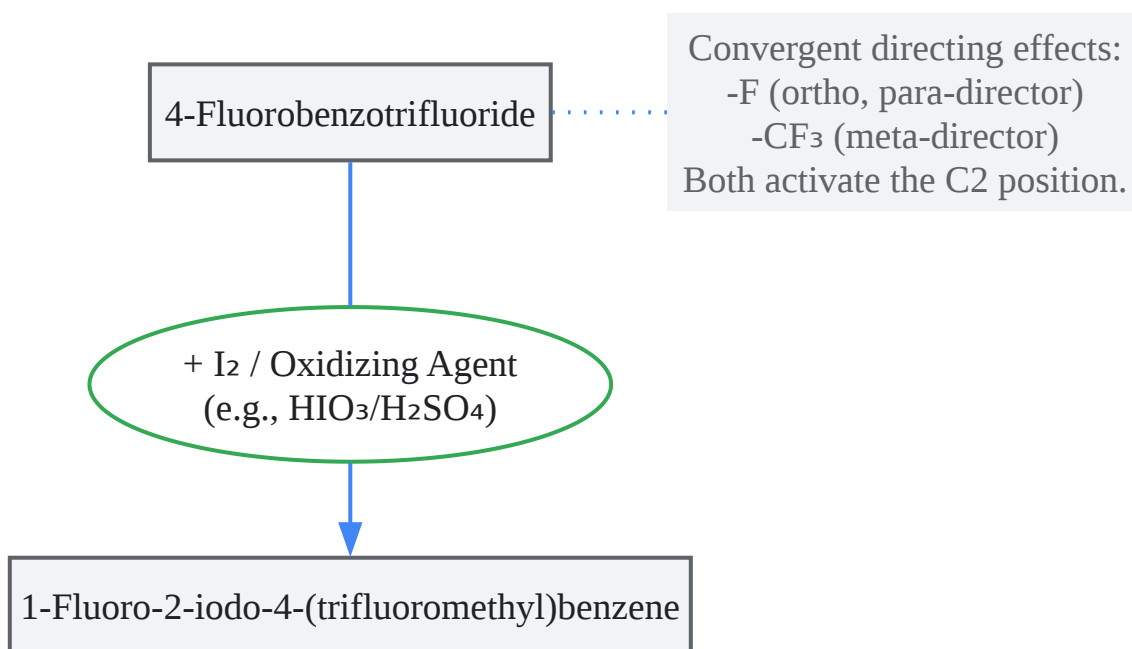 Convergent directing effects:
-F (ortho, para-director)
-CF₃ (meta-director)
Both activate the C2 position.
4-Fluorobenzotrifluoride
+ I₂ / Oxidizing Agent
(e.g., HIO₃/H₂SO₄)
1-Fluoro-2-iodo-4-(trifluoromethyl)benzene